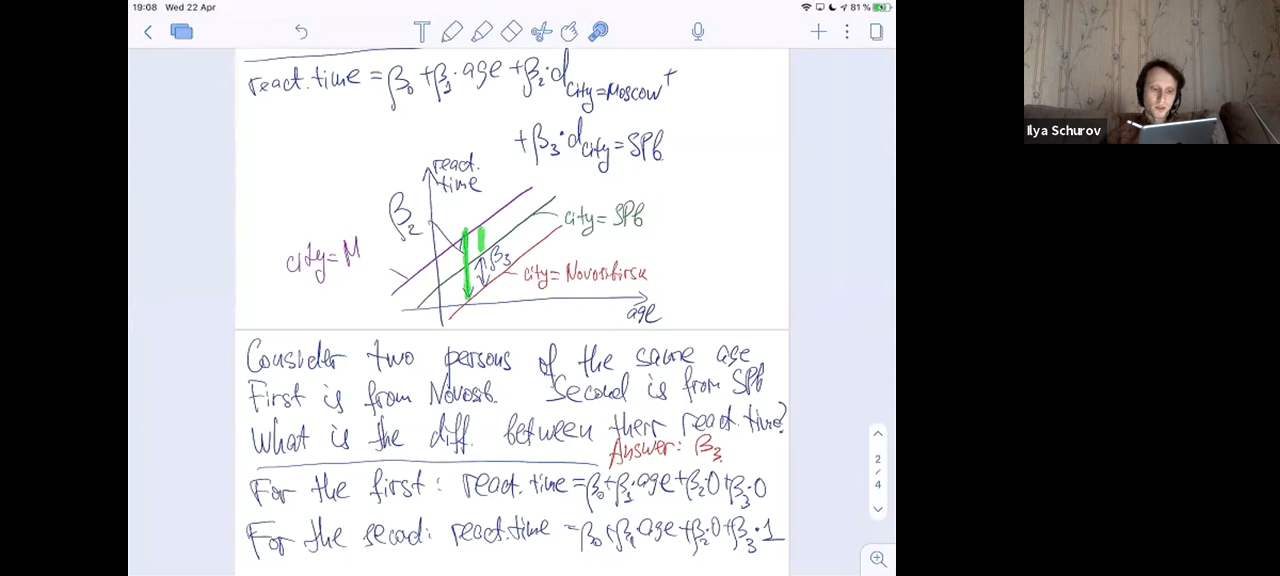 19:08 Wed 22 Apr
81%
react.time = β₀ + β₁·age + β₂·d city=Moscow +
+ β₃·d city=SPb
react.
time
β₂
city=SPb
city=M
β₃
city=Novosibirsk
age
Consider two persons of the same age
First is from Novosib. Second is from SPb
What is the diff. between their react.time?
Answer: β₃.
For the first: react.time = β₀+β₁·age+β₂·0+β₃·0
For the second: react.time = β₀+β₁·age+β₂·0+β₃·1
2
/
4
Ilya Schurov